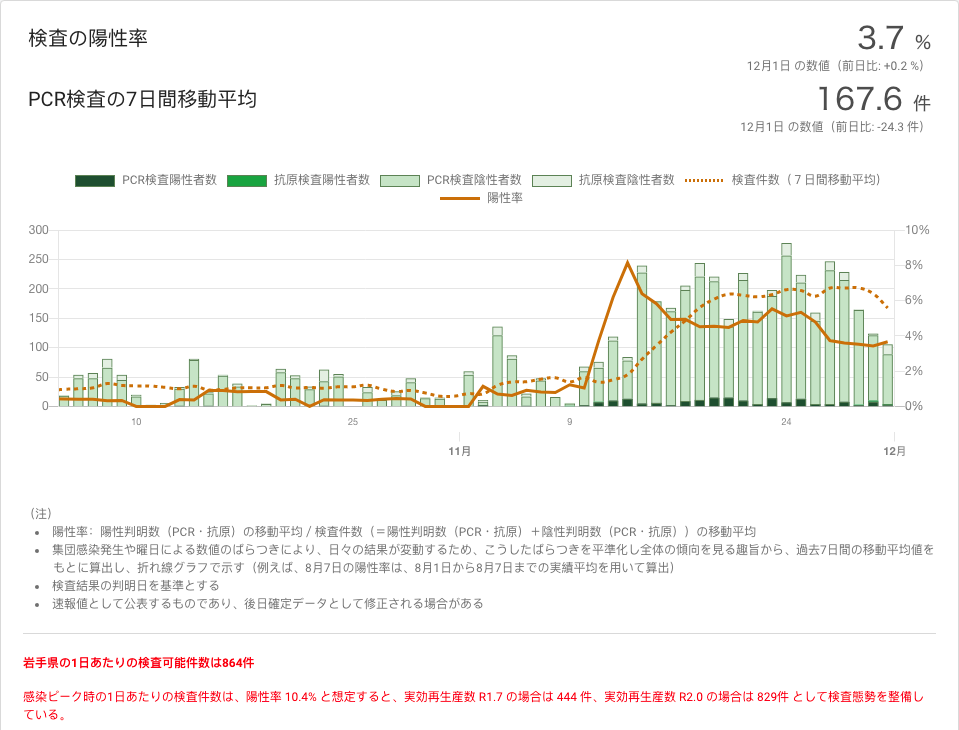 検査の陽性率
3.7 %
12月1日 の数値（前日比: +0.2 %）
PCR検査の7日間移動平均
167.6 件
12月1日 の数値（前日比: -24.3 件）
PCR検査陽性者数 抗原検査陽性者数 PCR検査陰性者数 抗原検査陰性者数 検査件数（７日間移動平均）
陽性率
300 10%
250 8%
200 6%
150 4%
100 2%
50 0%
0
10 25 9 24
11月 12月
（注）
• 陽性率：陽性判明数（PCR・抗原）の移動平均 / 検査件数（＝陽性判明数（PCR・抗原）＋陰性判明数（PCR・抗原））の移動平均
• 集団感染発生や曜日による数値のばらつきにより、日々の結果が変動するため、こうしたばらつきを平準化し全体の傾向を見る趣旨から、過去7日間の移動平均値を
もとに算出し、折れ線グラフで示す（例えば、8月7日の陽性率は、8月1日から8月7日までの実績平均を用いて算出）
• 検査結果の判明日を基準とする
• 速報値として公表するものであり、後日確定データとして修正される場合がある
岩手県の1日あたりの検査可能件数は864件
感染ピーク時の1日あたりの検査件数は、陽性率 10.4% と想定すると、実効再生産数 R1.7 の場合は 444 件、実効再生産数 R2.0 の場合は 829件 として検査態勢を整備し
ている。